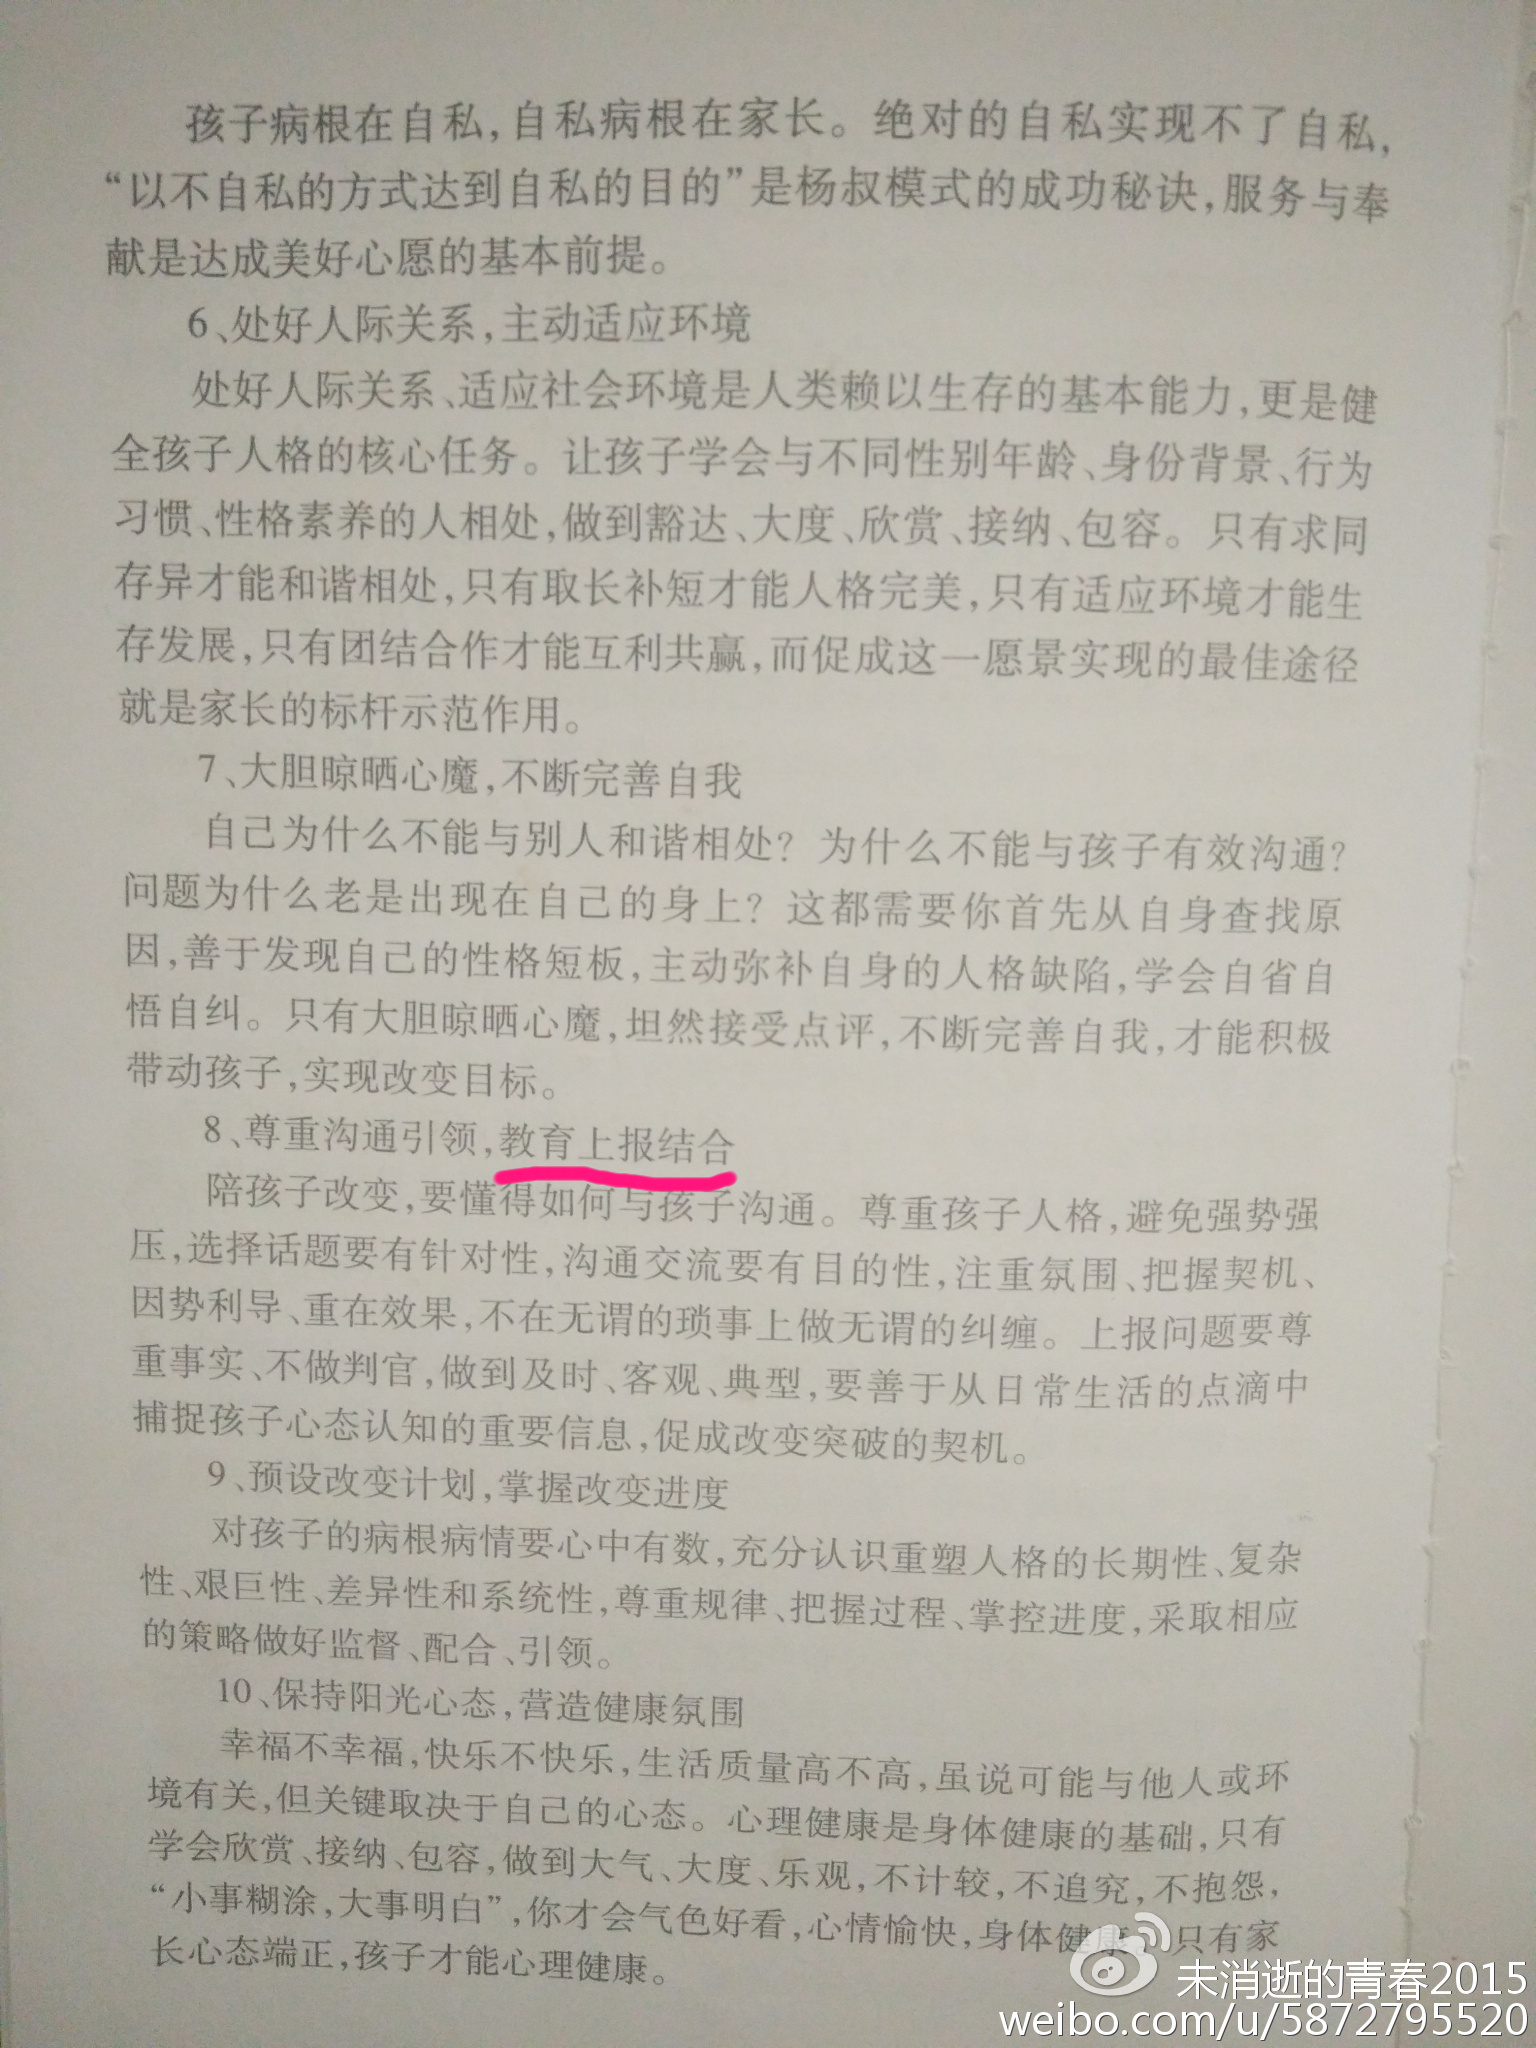 孩子病根在自私，自私病根在家长。绝对的自私实现不了自私，
“以不自私的方式达到自私的目的”是杨叔模式的成功秘诀，服务与奉
献是达成美好心愿的基本前提。
6、处好人际关系，主动适应环境
处好人际关系、适应社会环境是人类赖以生存的基本能力，更是健
全孩子人格的核心任务。让孩子学会与不同性别年龄、身份背景、行为
习惯、性格素养的人相处，做到豁达、大度、欣赏、接纳、包容。只有求同
存异才能和谐相处，只有取长补短才能人格完美，只有适应环境才能生
存发展，只有团结合作才能互利共赢，而促成这一愿景实现的最佳途径
就是家长的标杆示范作用。
7、大胆晾晒心魔，不断完善自我
自己为什么不能与别人和谐相处？为什么不能与孩子有效沟通？
问题为什么老是出现在自己的身上？这都需要你首先从自身查找原
因，善于发现自己的性格短板，主动弥补自身的人格缺陷，学会自省自
悟自纠。只有大胆晾晒心魔，坦然接受点评，不断完善自我，才能积极
带动孩子，实现改变目标。
8、尊重沟通引领，教育上报结合
陪孩子改变，要懂得如何与孩子沟通。尊重孩子人格，避免强势强
压，选择话题要有针对性，沟通交流要有目的性，注重氛围、把握契机、
因势利导、重在效果，不在无谓的琐事上做无谓的纠缠。上报问题要尊
重事实、不做判官，做到及时、客观、典型，要善于从日常生活的点滴中
捕捉孩子心态认知的重要信息，促成改变突破的契机。
9、预设改变计划，掌握改变进度
对孩子的病根病情要心中有数，充分认识重塑人格的长期性、复杂
性、艰巨性、差异性和系统性，尊重规律、把握过程、掌控进度，采取相应
的策略做好监督、配合、引领。
10、保持阳光心态，营造健康氛围
幸福不幸福，快乐不快乐，生活质量高不高，虽说可能与他人或环
境有关，但关键取决于自己的心态。心理健康是身体健康的基础，只有
学会欣赏、接纳、包容，做到大气、大度、乐观，不计较，不追究，不抱怨，
“小事糊涂，大事明白”，你才会气色好看，心情愉快，身体健康 只有家
长心态端正，孩子才能心理健康。
未消逝的青春2015
weibo.com/u/5872795520